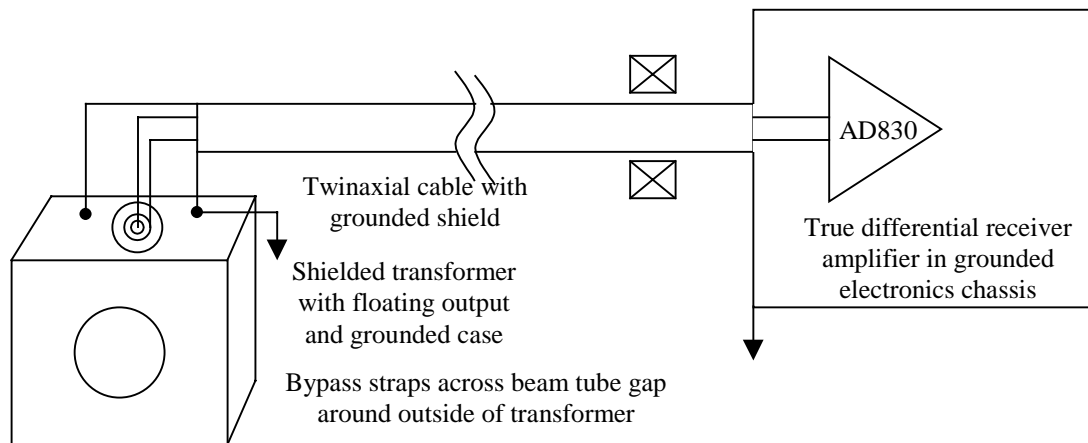 AD830
Twinaxial cable with
grounded shield
True differential receiver
amplifier in grounded
electronics chassis
Shielded transformer
with floating output
and grounded case
Bypass straps across beam tube gap
around outside of transformer